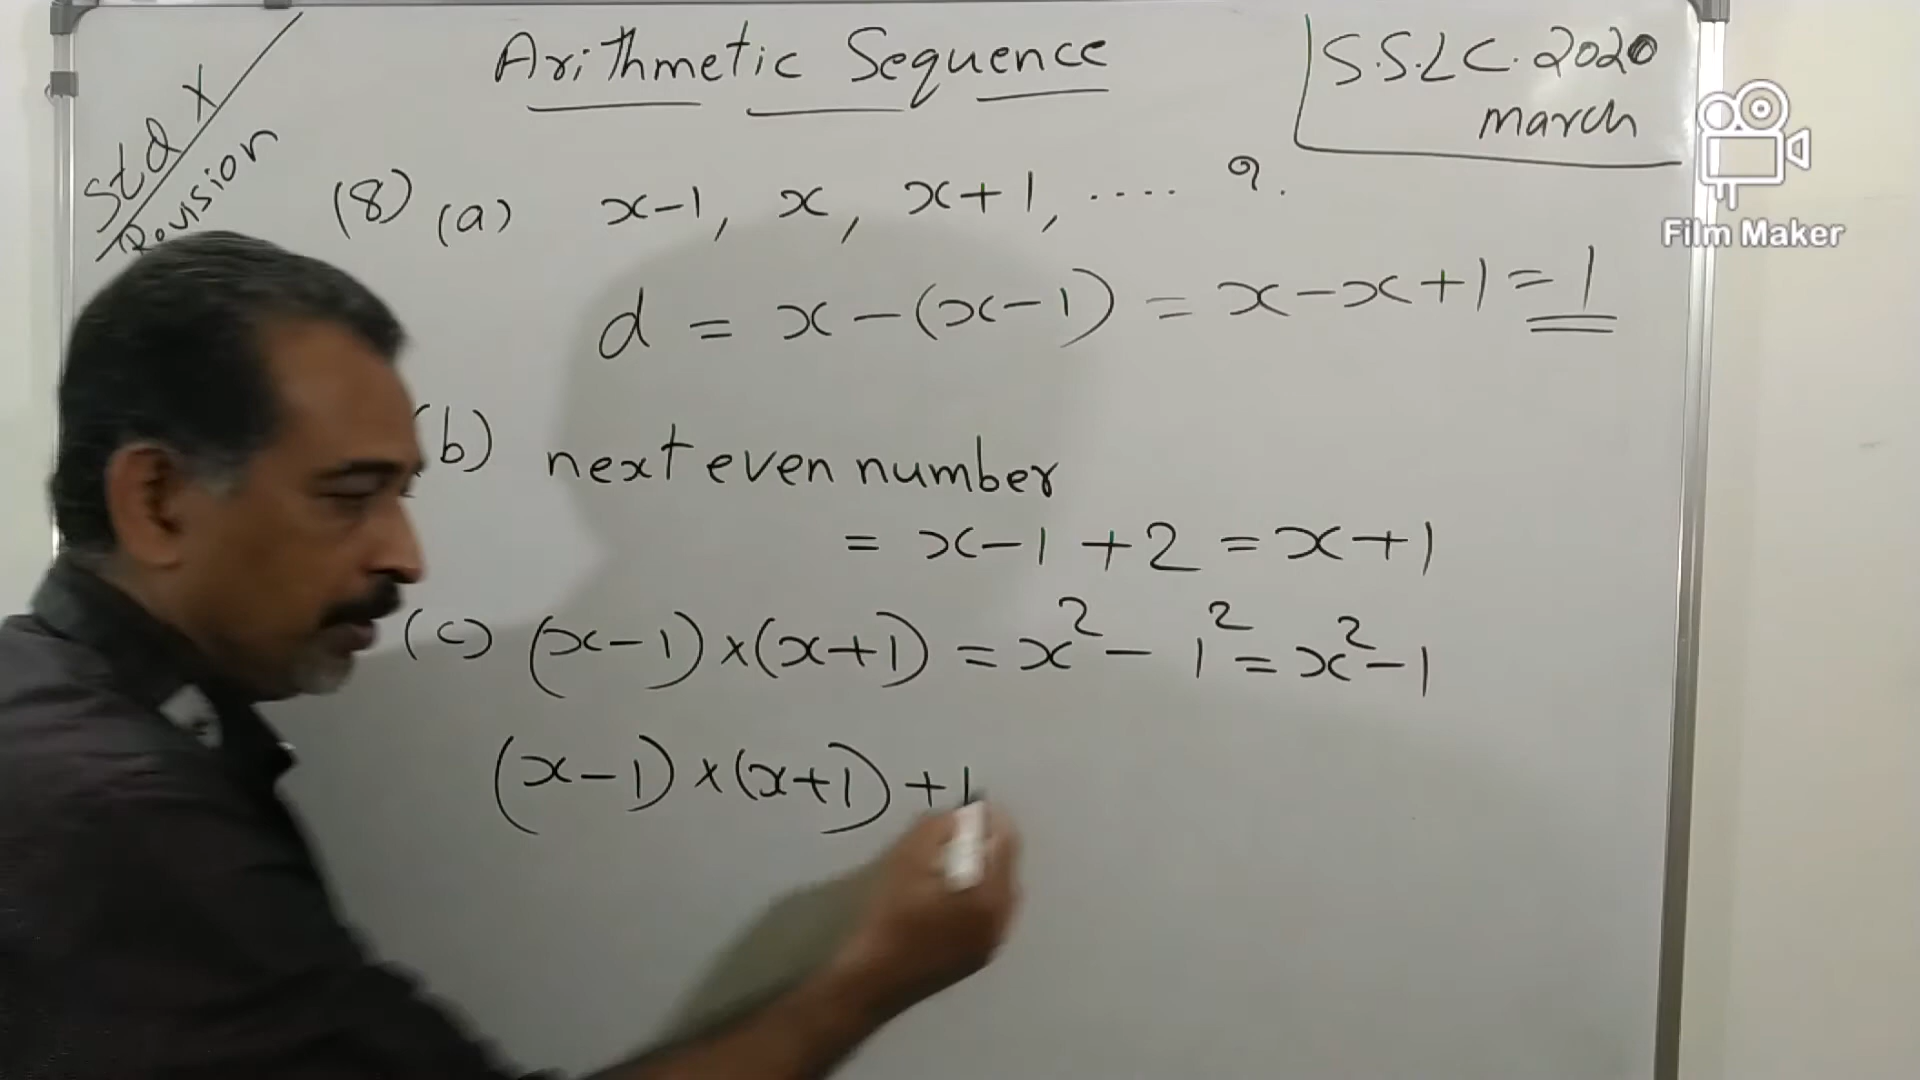 Arithmetic Sequence
S.S.L.C. 2020
march
Std X
Revision
(8) (a) x-1, x, x+1, .... ?.
d = x-(x-1) = x-x+1 = 1
(b) next even number
= x-1 +2 = x+1
(c) (x-1)×(x+1) = x² - 1² = x²-1
(x-1)×(x+1)+1
Film Maker